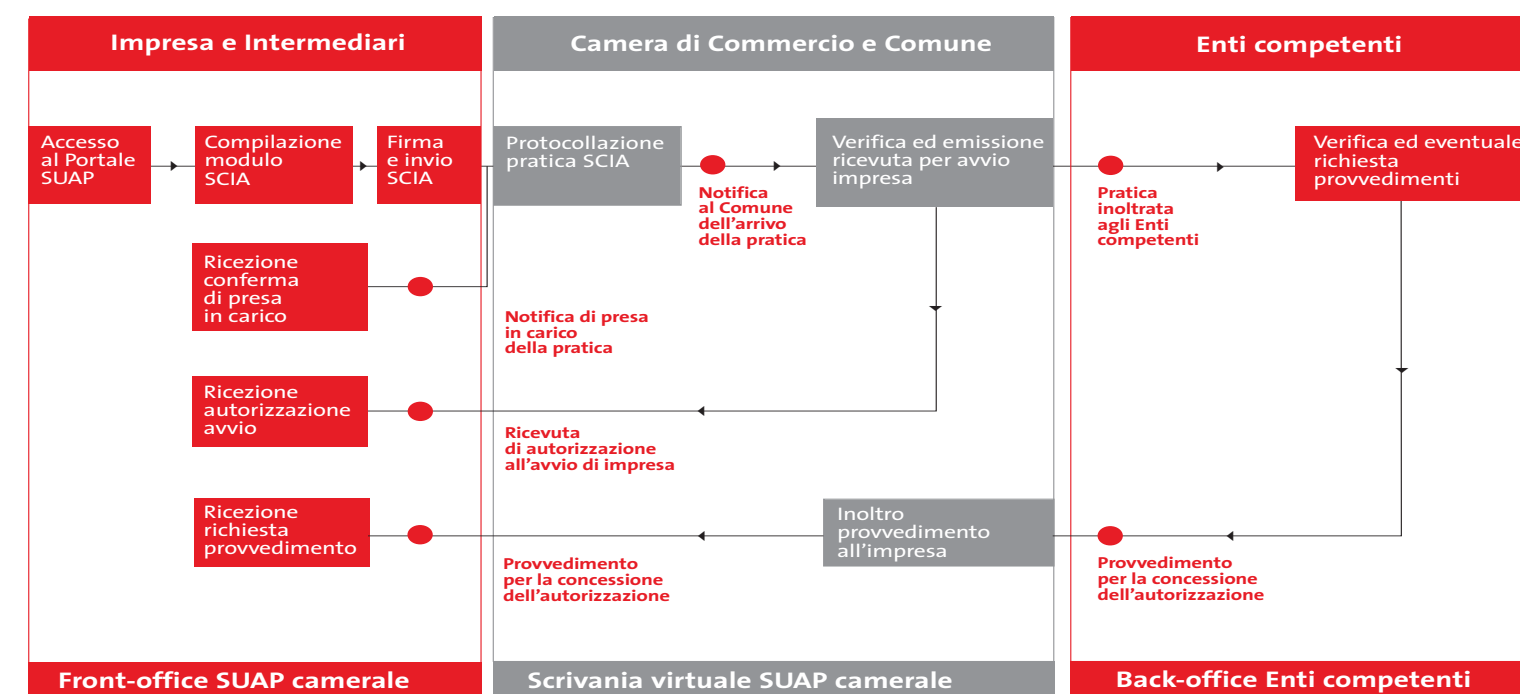 Impresa e Intermediari
Camera di Commercio e Comune
Enti competenti
Accesso
al Portale
SUAP
Compilazione
modulo
SCIA
Firma
e invio
SCIA
Protocollazione
pratica SCIA
Notifica
al Comune
dell'arrivo
della pratica
Verifica ed emissione
ricevuta per avvio
impresa
Pratica
inoltrata
agli Enti
competenti
Verifica ed eventuale
richiesta
provvedimenti
Ricezione
conferma
di presa
in carico
Notifica di presa
in carico
della pratica
Ricezione
autorizzazione
avvio
Ricevuta
di autorizzazione
all'avvio di impresa
Ricezione
richiesta
provvedimento
Provvedimento
per la concessione
dell'autorizzazione
Inoltro
provvedimento
all'impresa
Provvedimento
per la concessione
dell'autorizzazione
Front-office SUAP camerale
Scrivania virtuale SUAP camerale
Back-office Enti competenti